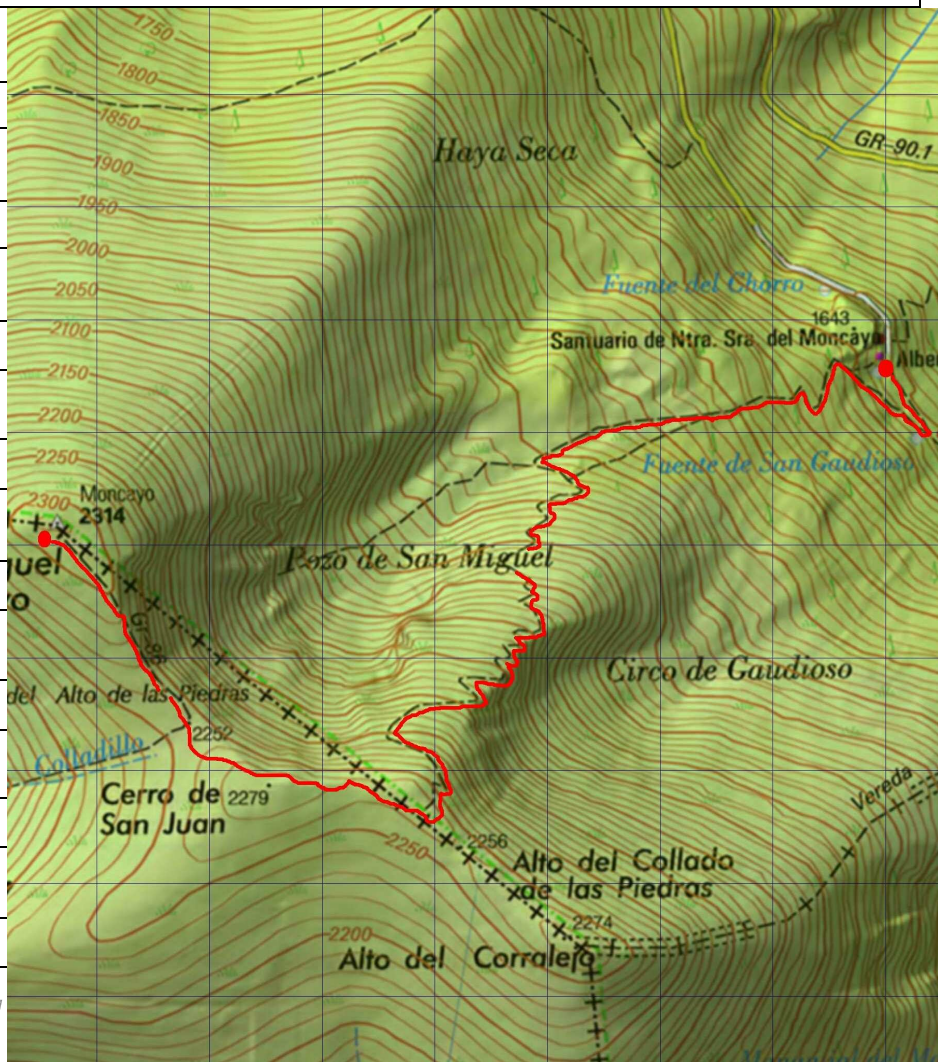 1750
1800
1850
1900
1950
2000
2050
2100
2150
2200
2250
2300
Haya Seca
GR-90.1
Fuente del Chorro
1643
Santuario de Ntra. Sra. del Moncayo
Fuente de San Gaudioso
Moncayo
2314
Pozo de San Miguel
GR-86
Circo de Gaudioso
del Alto de las Piedras
2252
Colladillo
Cerro de
San Juan
2279
Vereda
2250
2256
Alto del Collado
de las Piedras
2274
2200
Alto del Corralejo